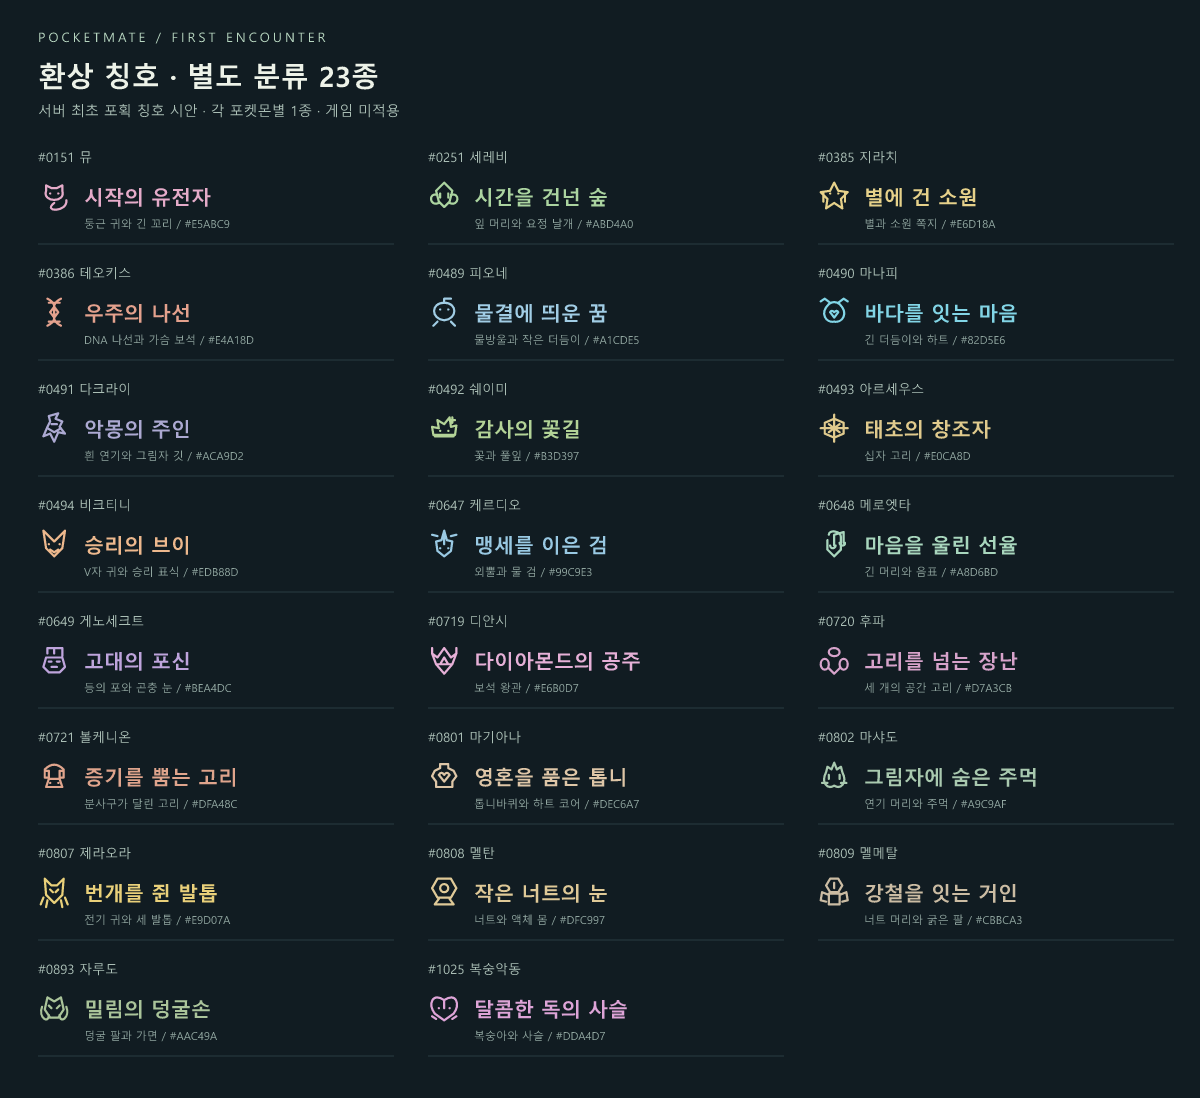 POCKETMATE / FIRST ENCOUNTER
환상 칭호 · 별도 분류 23종
서버 최초 포획 칭호 시안 · 각 포켓몬별 1종 · 게임 미적용
#0151 뮤
시작의 유전자
둥근 귀와 긴 꼬리 / #E5ABC9
#0251 세레비
시간을 건넌 숲
잎 머리와 요정 날개 / #ABD4A0
#0385 지라치
별에 건 소원
별과 소원 쪽지 / #E6D18A
#0386 테오키스
우주의 나선
DNA 나선과 가슴 보석 / #E4A18D
#0489 피오네
물결에 띄운 꿈
물방울과 작은 더듬이 / #A1CDE5
#0490 마나피
바다를 잇는 마음
긴 더듬이와 하트 / #82D5E6
#0491 다크라이
악몽의 주인
흰 연기와 그림자 깃 / #ACA9D2
#0492 쉐이미
감사의 꽃길
꽃과 풀잎 / #B3D397
#0493 아르세우스
태초의 창조자
십자 고리 / #E0CA8D
#0494 비크티니
승리의 브이
V자 귀와 승리 표식 / #EDB88D
#0647 케르디오
맹세를 이은 검
외뿔과 물 검 / #99C9E3
#0648 메로엣타
마음을 울린 선율
긴 머리와 음표 / #A8D6BD
#0649 게노세크트
고대의 포신
등의 포와 곤충 눈 / #BEA4DC
#0719 디안시
다이아몬드의 공주
보석 왕관 / #E6B0D7
#0720 후파
고리를 넘는 장난
세 개의 공간 고리 / #D7A3CB
#0721 볼케니온
증기를 뿜는 고리
분사구가 달린 고리 / #DFA48C
#0801 마기아나
영혼을 품은 톱니
톱니바퀴와 하트 코어 / #DEC6A7
#0802 마샤도
그림자에 숨은 주먹
연기 머리와 주먹 / #A9C9AF
#0807 제라오라
번개를 쥔 발톱
전기 귀와 세 발톱 / #E9D07A
#0808 멜탄
작은 너트의 눈
너트와 액체 몸 / #DFC997
#0809 멜메탈
강철을 잇는 거인
너트 머리와 굵은 팔 / #CBBCA3
#0893 자루도
밀림의 덩굴손
덩굴 팔과 가면 / #AAC49A
#1025 복숭악동
달콤한 독의 사슬
복숭아와 사슬 / #DDA4D7